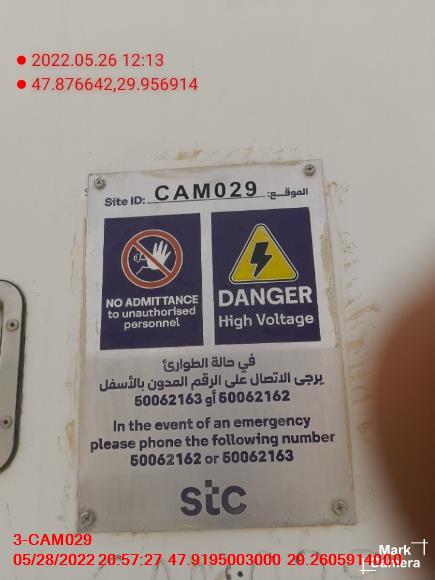 2022.05.26 12:13
47.876642,29.956914
Site ID: CAM029 الموقع:
NO ADMITTANCE
to unauthorised
personnel
DANGER
High Voltage
في حالة الطوارئ
يرجى الاتصال على الرقم المدون بالأسفل
50062162 أو 50062163
In the event of an emergency
please phone the following number
50062162 or 50062163
stc
3-CAM029
05/28/2022 20:57:27 47.9195003000 29.2605914000
Mark
Camera